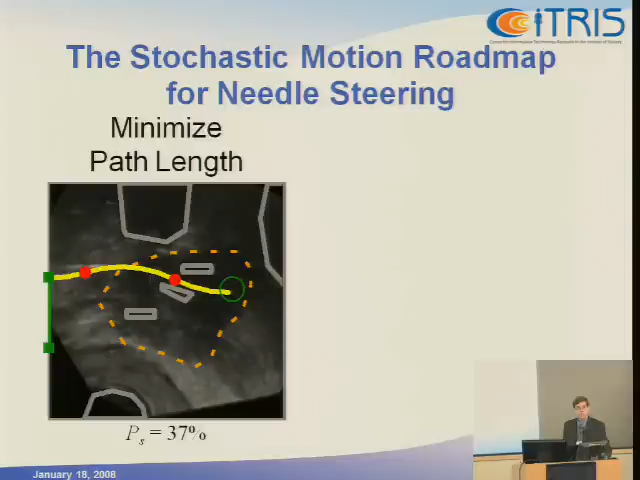 CiTRIS
The Stochastic Motion Roadmap
for Needle Steering
Minimize
Path Length
Ps = 37%
January 18, 2008